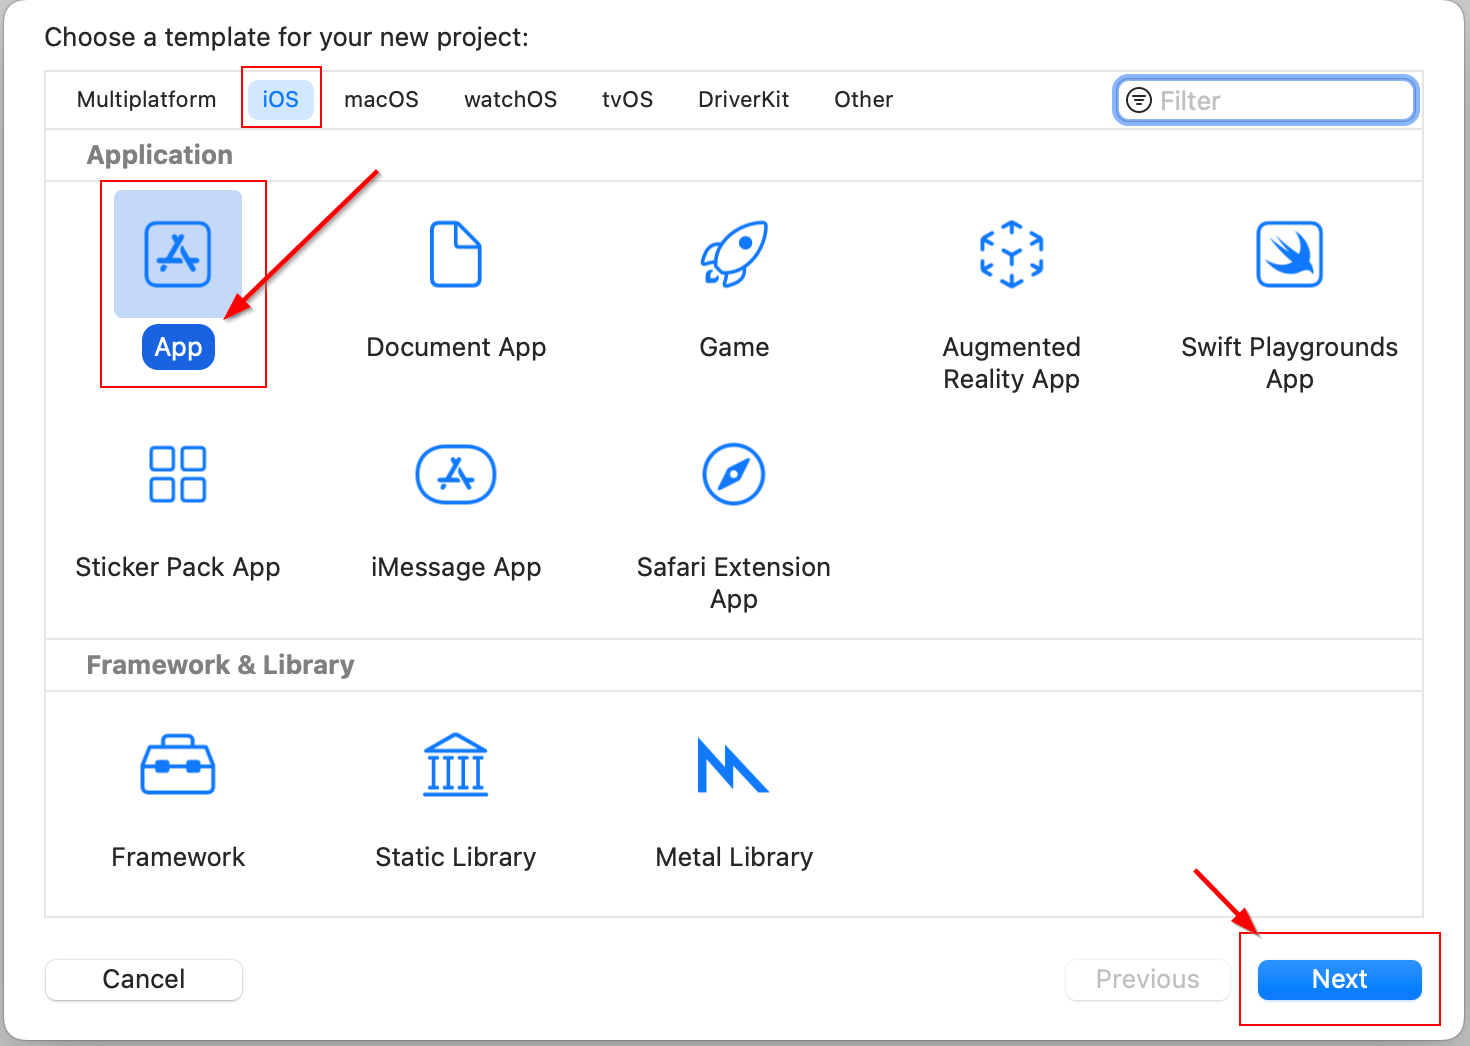 Choose a template for your new project:
Multiplatform iOS macOS watchOS tvOS DriverKit Other Filter
Application
App Document App Game Augmented Swift Playgrounds
Reality App App
Sticker Pack App iMessage App Safari Extension
App
Framework & Library
Framework Static Library Metal Library
Cancel Previous Next